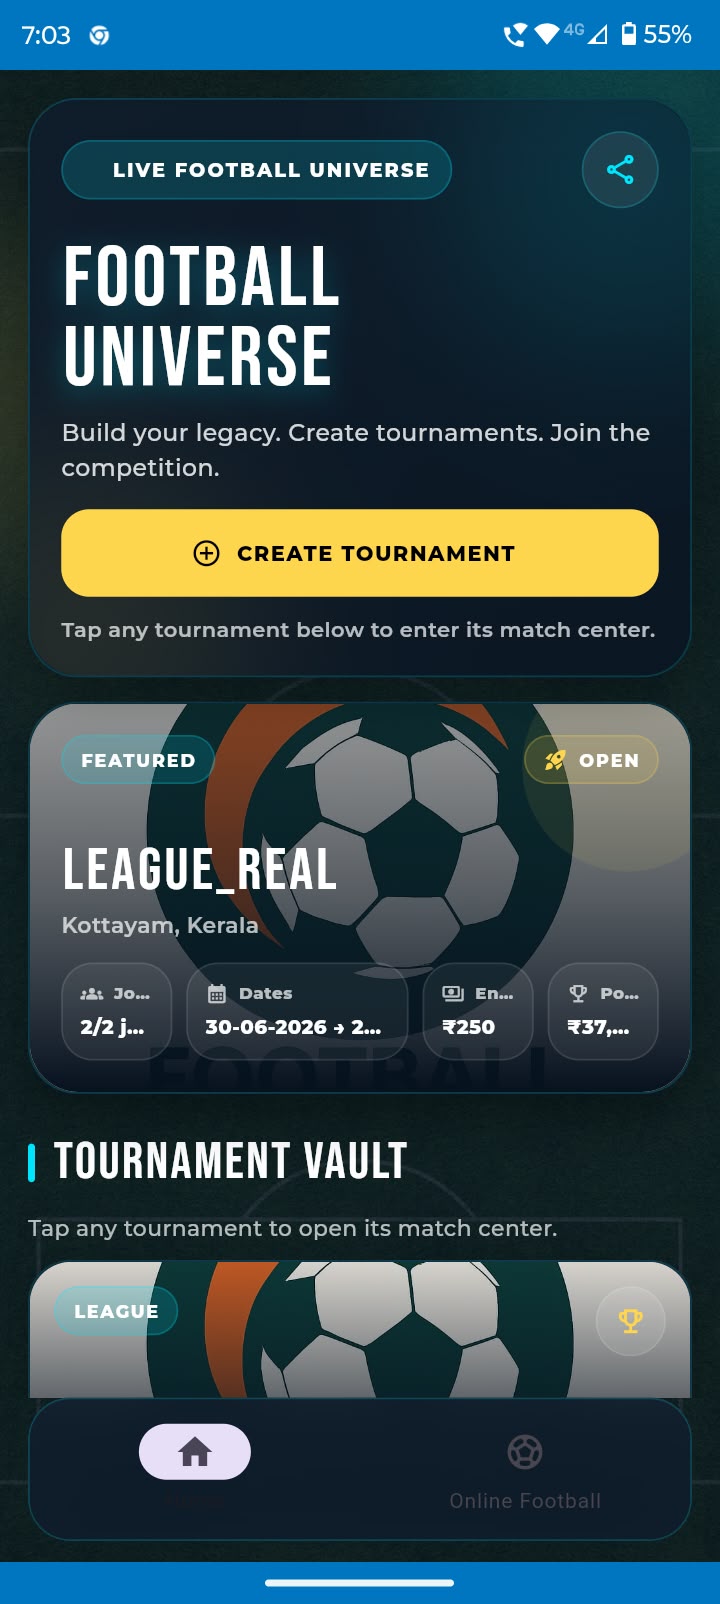 7:03
4G
55%
LIVE FOOTBALL UNIVERSE
FOOTBALL
UNIVERSE
Build your legacy. Create tournaments. Join the
competition.
CREATE TOURNAMENT
Tap any tournament below to enter its match center.
FEATURED
OPEN
LEAGUE_REAL
Kottayam, Kerala
Jo...
Dates
En...
Po...
2/2 j...
30-06-2026 → 2...
₹250
₹37,...
FOOTBALL
TOURNAMENT VAULT
Tap any tournament to open its match center.
LEAGUE
Online Football